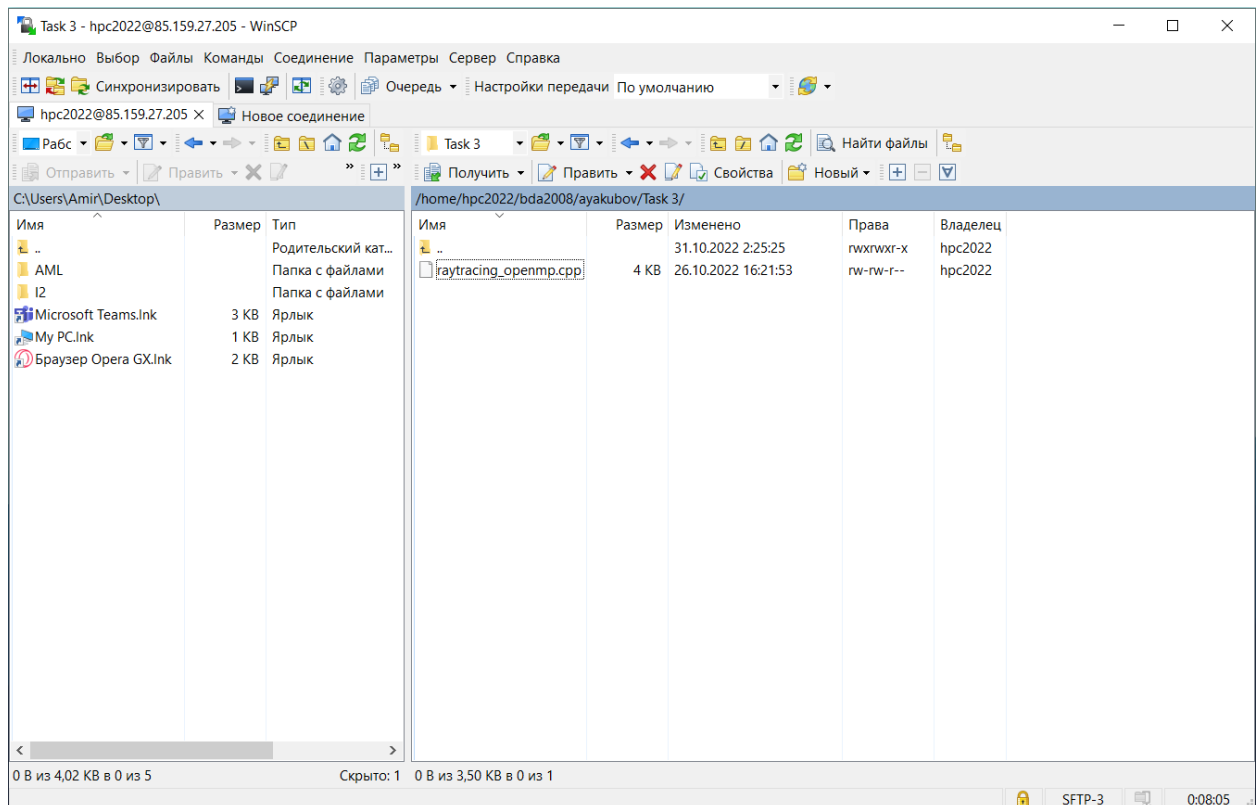 Task 3 - hpc2022@85.159.27.205 - WinSCP
Локально Выбор Файлы Команды Соединение Параметры Сервер Справка
Синхронизировать Очередь Настройки передачи По умолчанию
hpc2022@85.159.27.205 Новое соединение
Рабс Task 3 Найти файлы
Отправить Править » » Получить Править Свойства Новый
C:\Users\Amir\Desktop\ /home/hpc2022/bda2008/ayakubov/Task 3/
Имя Размер Тип Имя Размер Изменено Права Владелец
.. Родительский кат... .. 31.10.2022 2:25:25 rwxrwxr-x hpc2022
AML Папка с файлами raytracing_openmp.cpp 4 KB 26.10.2022 16:21:53 rw-rw-r-- hpc2022
I2 Папка с файлами
Microsoft Teams.lnk 3 KB Ярлык
My PC.lnk 1 KB Ярлык
Браузер Opera GX.lnk 2 KB Ярлык
0 B из 4,02 KB в 0 из 5 Скрыто: 1 0 B из 3,50 KB в 0 из 1
SFTP-3 0:08:05